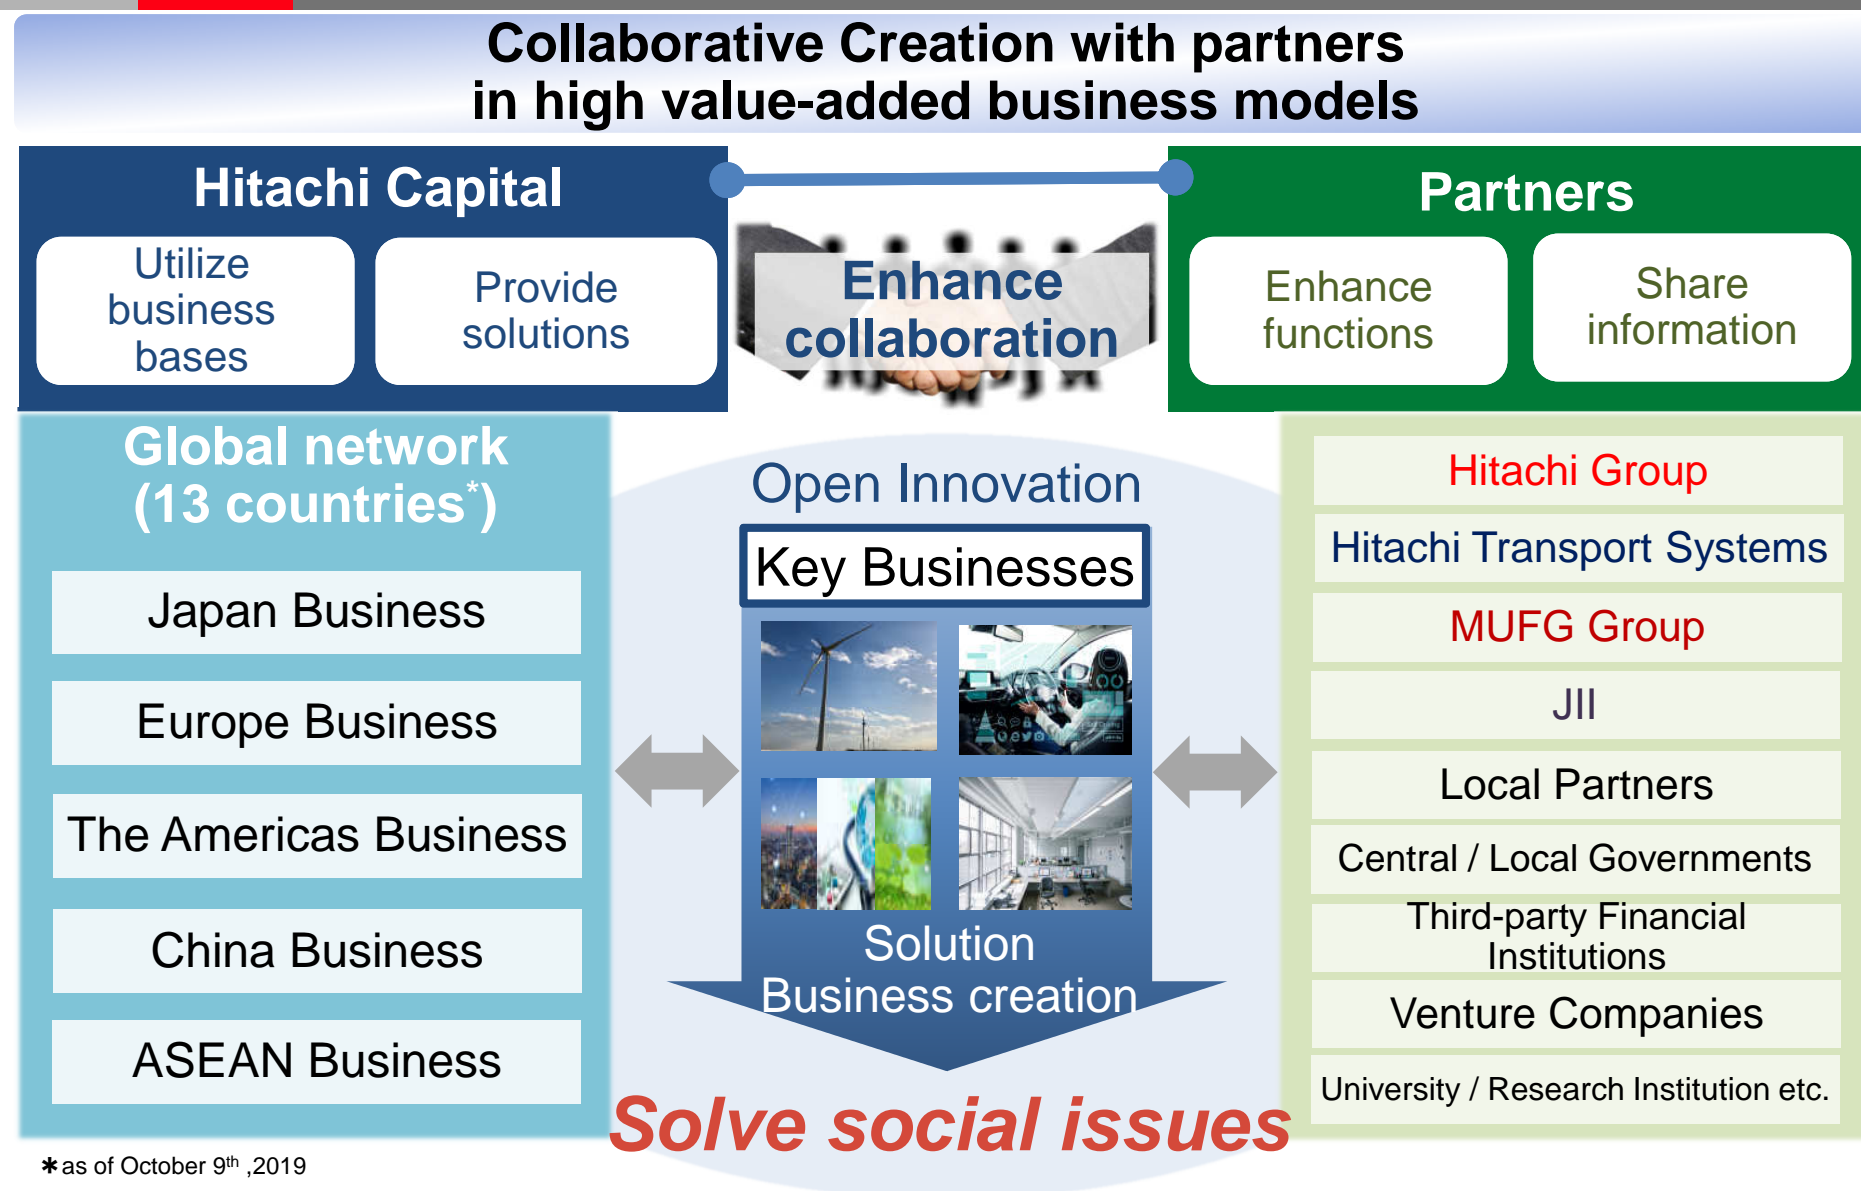 Collaborative Creation with partners
in high value-added business models
Hitachi Capital
Utilize
business
bases
Provide
solutions
Enhance
collaboration
Partners
Enhance
functions
Share
information
Global network
(13 countries*)
Japan Business
Europe Business
The Americas Business
China Business
ASEAN Business
Open Innovation
Key Businesses
Solution
Business creation
Solve social issues
Hitachi Group
Hitachi Transport Systems
MUFG Group
JII
Local Partners
Central / Local Governments
Third-party Financial
Institutions
Venture Companies
University / Research Institution etc.
∗as of October 9th ,2019